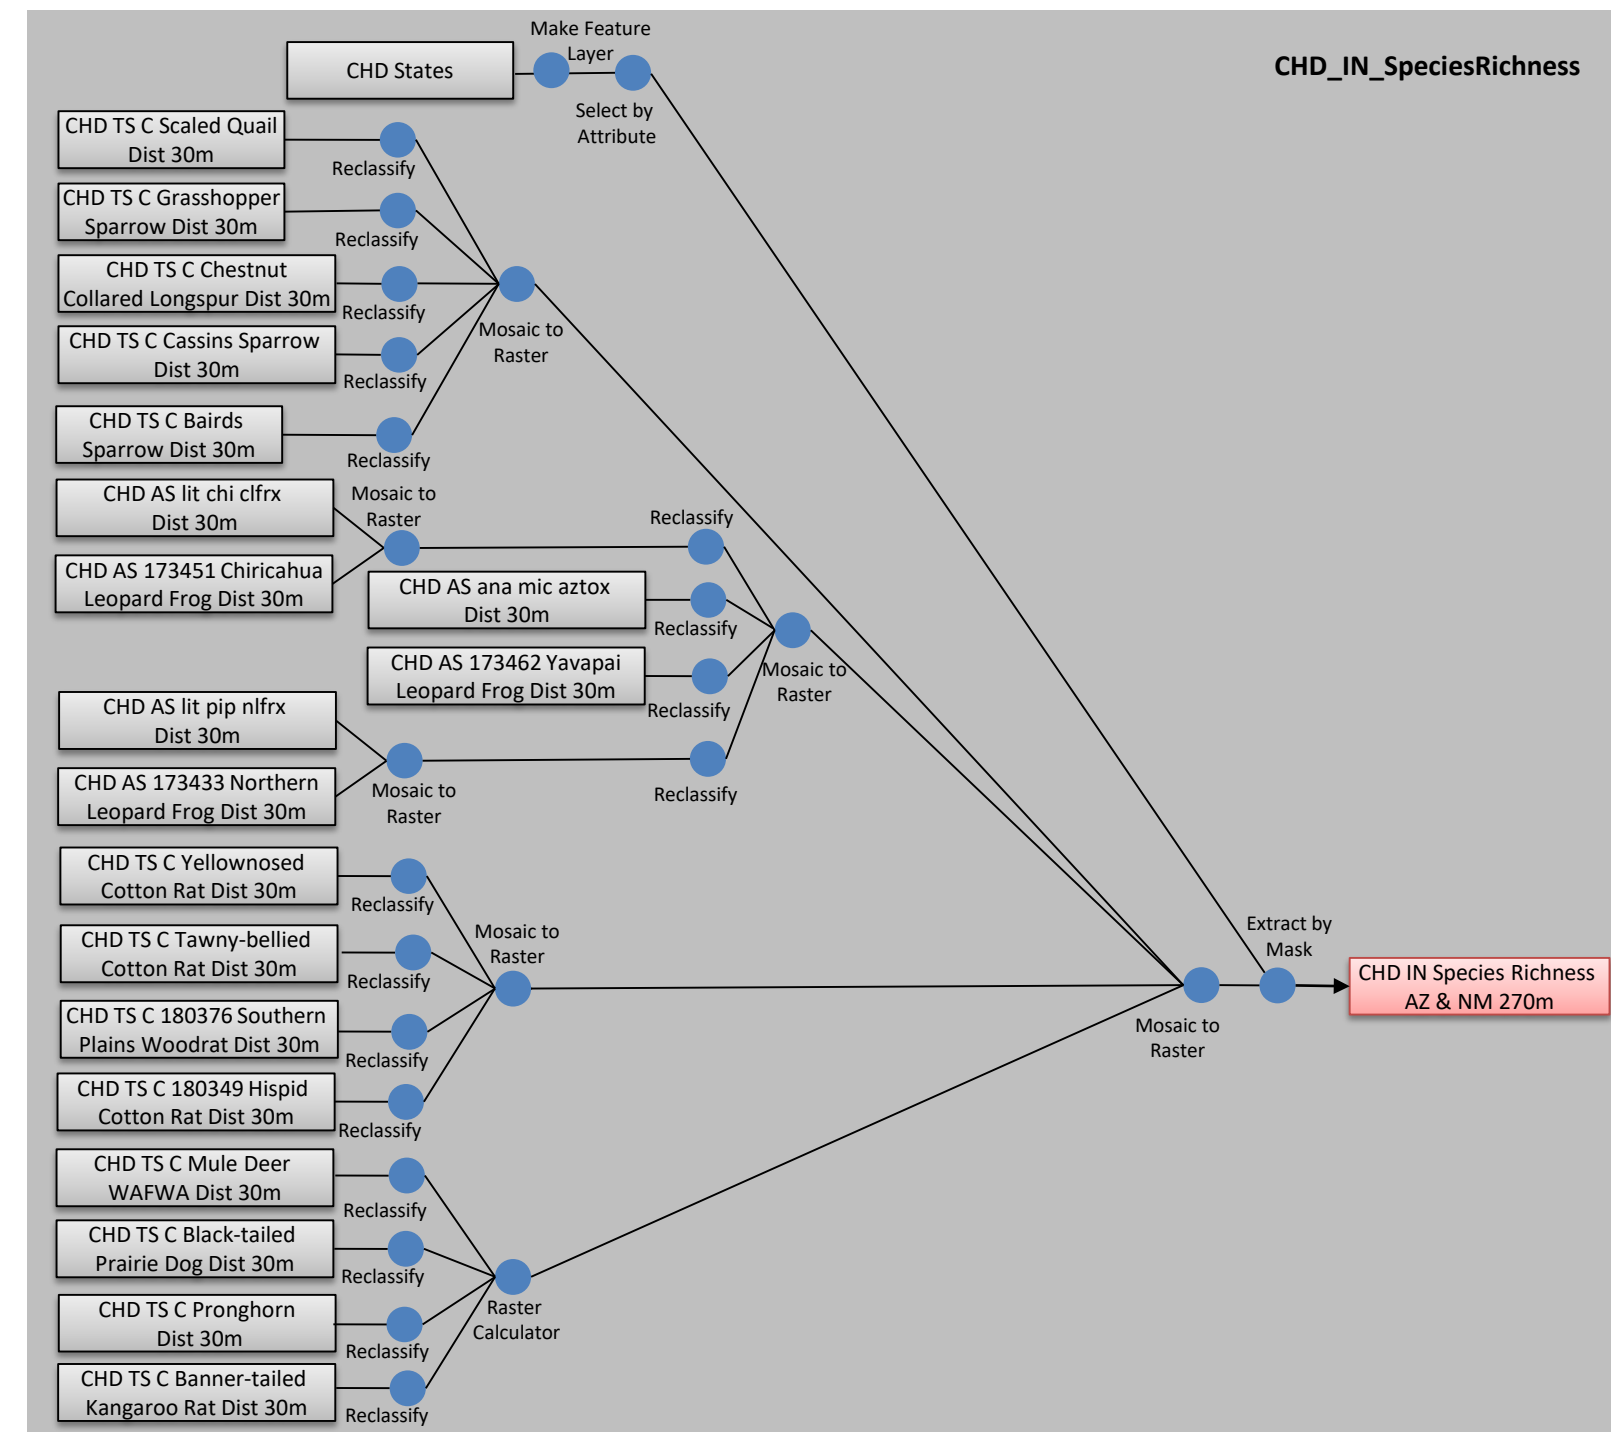 Make Feature
Layer
CHD_IN_SpeciesRichness
CHD States
Select by
Attribute
CHD TS C Scaled Quail
Dist 30m
Reclassify
CHD TS C Grasshopper
Sparrow Dist 30m
Reclassify
CHD TS C Chestnut
Collared Longspur Dist 30m
Reclassify
Mosaic to
Raster
CHD TS C Cassins Sparrow
Dist 30m
Reclassify
CHD TS C Bairds
Sparrow Dist 30m
Reclassify
CHD AS lit chi clfrx
Dist 30m
Mosaic to
Raster
Reclassify
CHD AS 173451 Chiricahua
Leopard Frog Dist 30m
CHD AS ana mic aztox
Dist 30m
Reclassify
CHD AS 173462 Yavapai
Leopard Frog Dist 30m
Mosaic to
Raster
Reclassify
CHD AS lit pip nlfrx
Dist 30m
CHD AS 173433 Northern
Leopard Frog Dist 30m
Mosaic to
Raster
Reclassify
CHD TS C Yellownosed
Cotton Rat Dist 30m
Reclassify
Mosaic to
Raster
CHD TS C Tawny-bellied
Cotton Rat Dist 30m
Reclassify
Extract by
Mask
CHD IN Species Richness
AZ & NM 270m
CHD TS C 180376 Southern
Plains Woodrat Dist 30m
Reclassify
Mosaic to
Raster
CHD TS C 180349 Hispid
Cotton Rat Dist 30m
Reclassify
CHD TS C Mule Deer
WAFWA Dist 30m
Reclassify
CHD TS C Black-tailed
Prairie Dog Dist 30m
Reclassify
CHD TS C Pronghorn
Dist 30m
Reclassify
Raster
Calculator
CHD TS C Banner-tailed
Kangaroo Rat Dist 30m
Reclassify